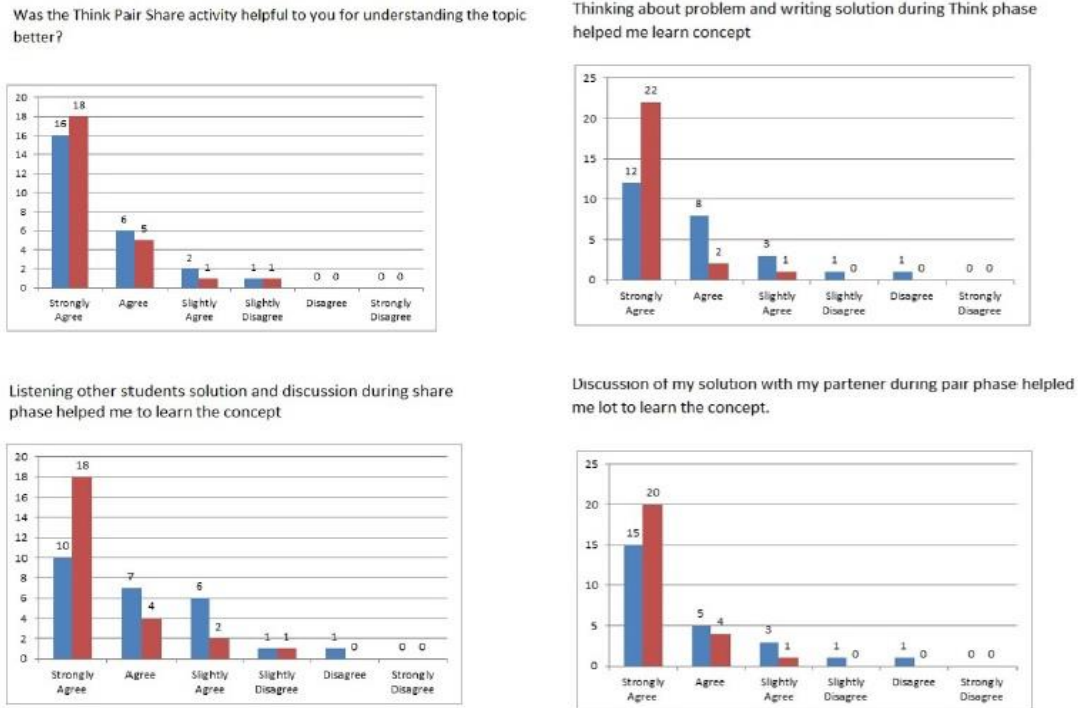 Was the Think Pair Share activity helpful to you for understanding the topic
better?
20
18
16
14
12
10
8
6
4
2
0
16
18
6
5
2
1
1
1
0
0
0
0
Strongly
Agree
Agree
Slightly
Agree
Slightly
Disagree
Disagree
Strongly
Disagree
Thinking about problem and writing solution during Think phase
helped me learn concept
25
20
15
10
5
0
12
22
8
2
3
1
1
0
1
0
0
0
Strongly
Agree
Agree
Slightly
Agree
Slightly
Disagree
Disagree
Strongly
Disagree
Listening other students solution and discussion during share
phase helped me to learn the concept
20
18
16
14
12
10
8
6
4
2
0
10
18
7
4
6
2
1
1
1
0
0
0
Strongly
Agree
Agree
Slightly
Agree
Slightly
Disagree
Disagree
Strongly
Disagree
Discussion of my solution with my partener during pair phase helpled
me lot to learn the concept.
25
20
15
10
5
0
15
20
5
4
3
1
1
0
1
0
0
0
Strongly
Agree
Agree
Slightly
Agree
Slightly
Disagree
Disagree
Strongly
Disagree